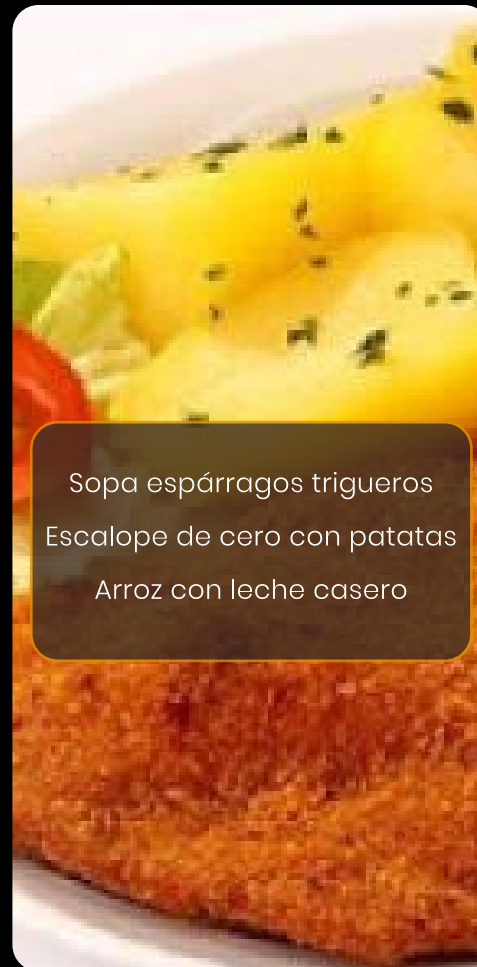 Sopa espárragos trigueros
Escalope de cero con patatas
Arroz con leche casero